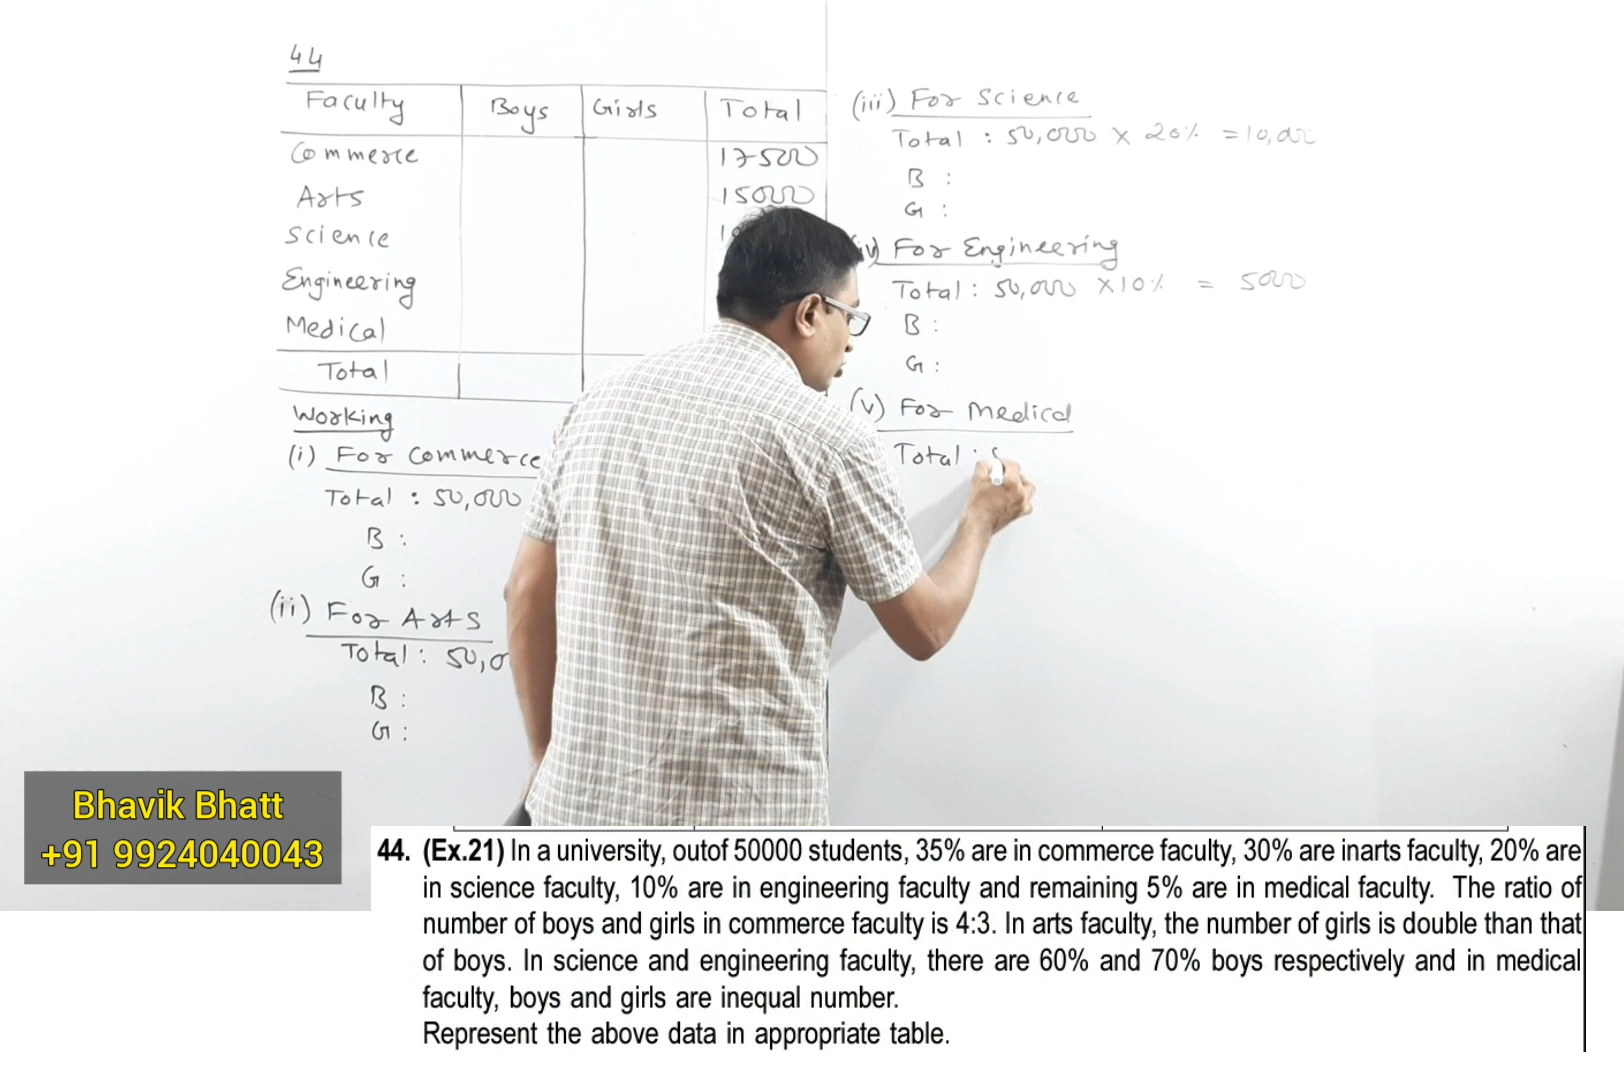 44
Faculty Boys Girls Total
Commerce 17500
Arts 15000
Science
Engineering
Medical
Total
Working
(i) For Commerce
Total : 50,000
B :
G :
(ii) For Arts
Total : 50,0
B :
G :
(iii) For Science
Total : 50,000 × 20% = 10,000
B :
G :
For Engineering
Total : 50,000 ×10% = 5000
B :
G :
(v) For Medical
Total :
Bhavik Bhatt
+91 9924040043
44. (Ex.21) In a university, outof 50000 students, 35% are in commerce faculty, 30% are inarts faculty, 20% are
in science faculty, 10% are in engineering faculty and remaining 5% are in medical faculty. The ratio of
number of boys and girls in commerce faculty is 4:3. In arts faculty, the number of girls is double than that
of boys. In science and engineering faculty, there are 60% and 70% boys respectively and in medical
faculty, boys and girls are inequal number.
Represent the above data in appropriate table.